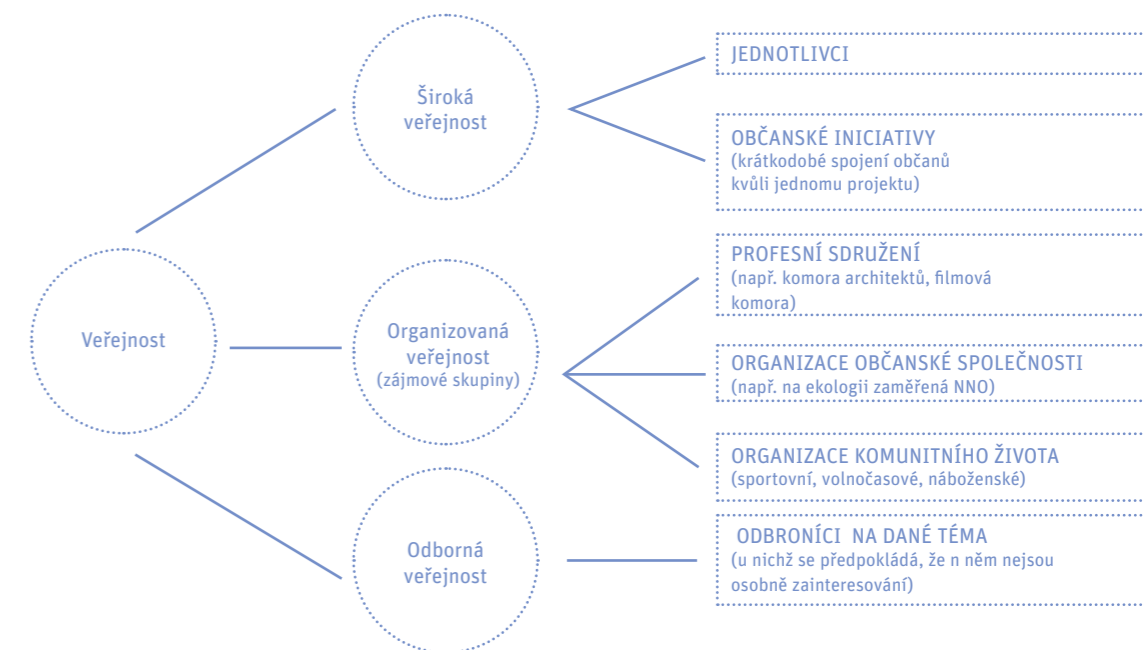 Široká
veřejnost
JEDNOTLIVCI
OBČANSKÉ INICIATIVY
(krátkodobé spojení občanů
kvůli jednomu projektu)
Veřejnost
Organizovaná
veřejnost
(zájmové skupiny)
PROFESNÍ SDRUŽENÍ
(např. komora architektů, filmová
komora)
ORGANIZACE OBČANSKÉ SPOLEČNOSTI
(např. na ekologii zaměřená NNO)
ORGANIZACE KOMUNITNÍHO ŽIVOTA
(sportovní, volnočasové, náboženské)
Odborná
veřejnost
ODBRONÍCI NA DANÉ TÉMA
(u nichž se předpokládá, že n něm nejsou
osobně zainteresování)